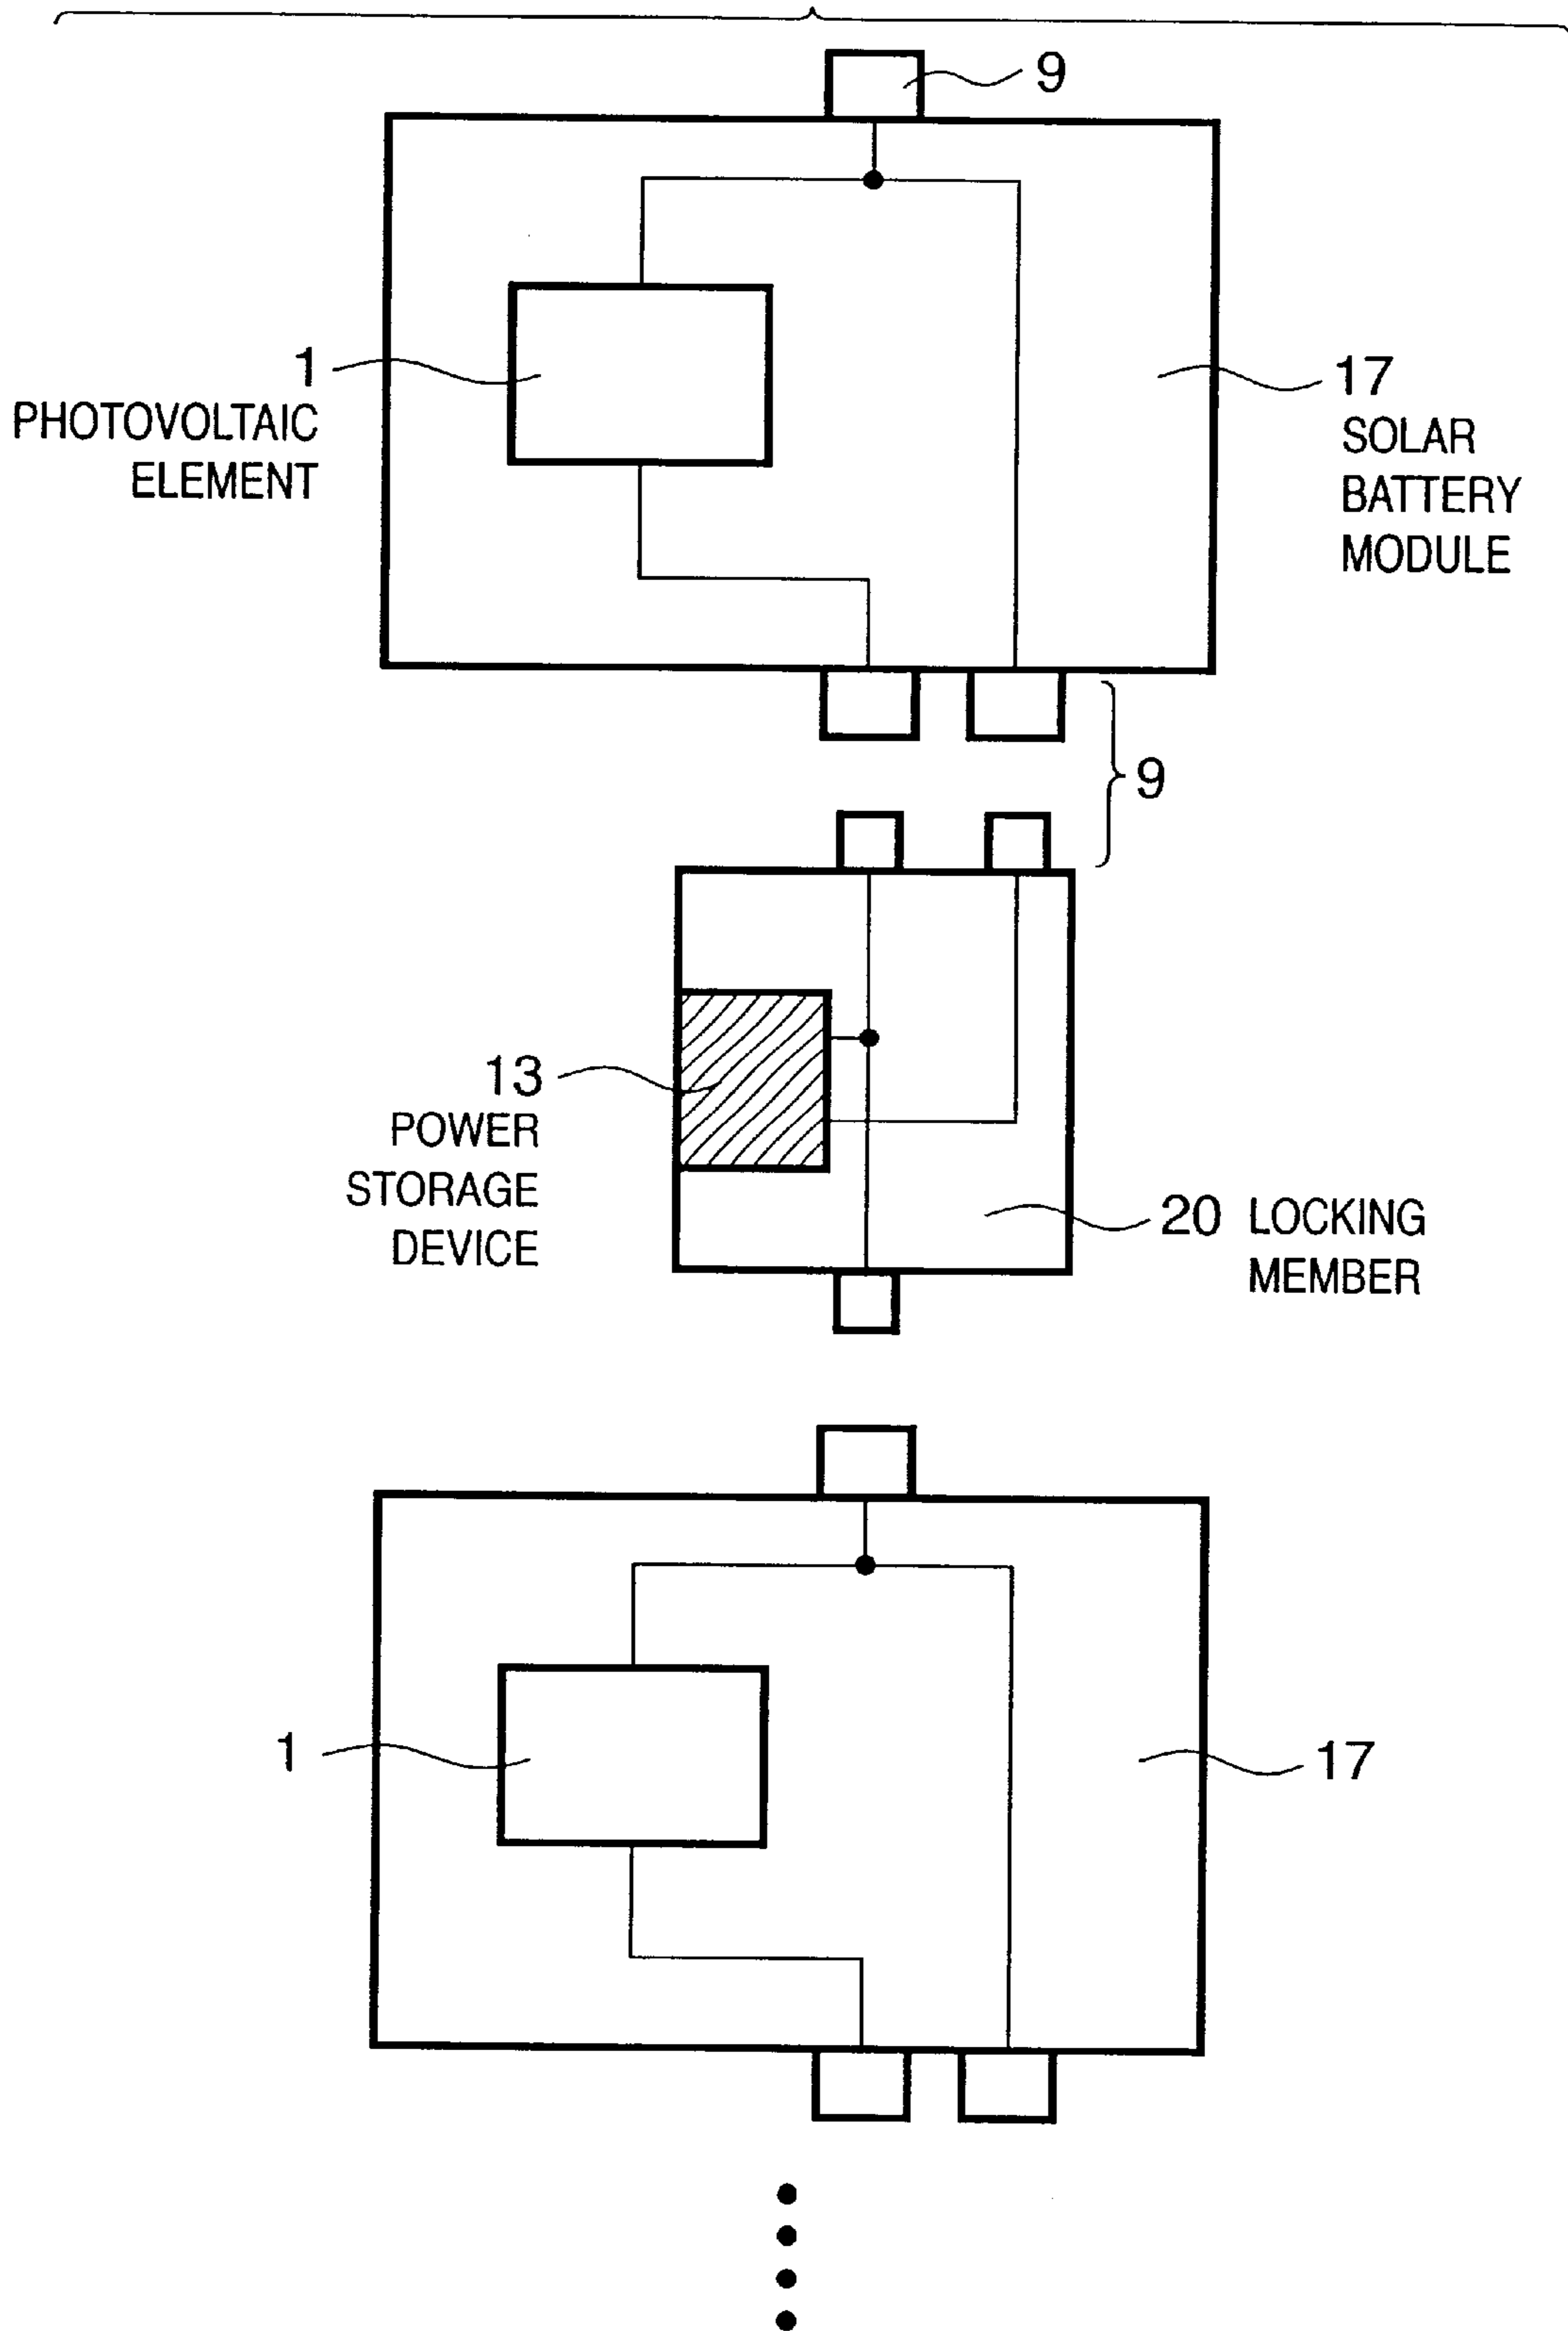 9
1
PHOTOVOLTAIC
ELEMENT
17
SOLAR
BATTERY
MODULE
9
13
POWER
STORAGE
DEVICE
20 LOCKING
MEMBER
1
17